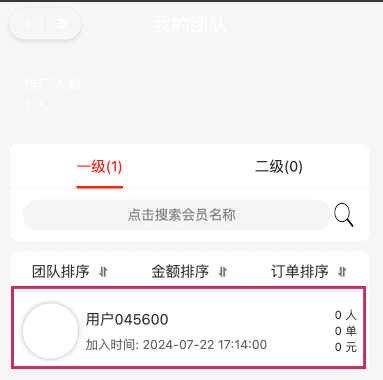 我的团队
推广人数
1 人
一级(1)
二级(0)
点击搜索会员名称
团队排序
金额排序
订单排序
用户045600
加入时间: 2024-07-22 17:14:00
0 人
0 单
0 元